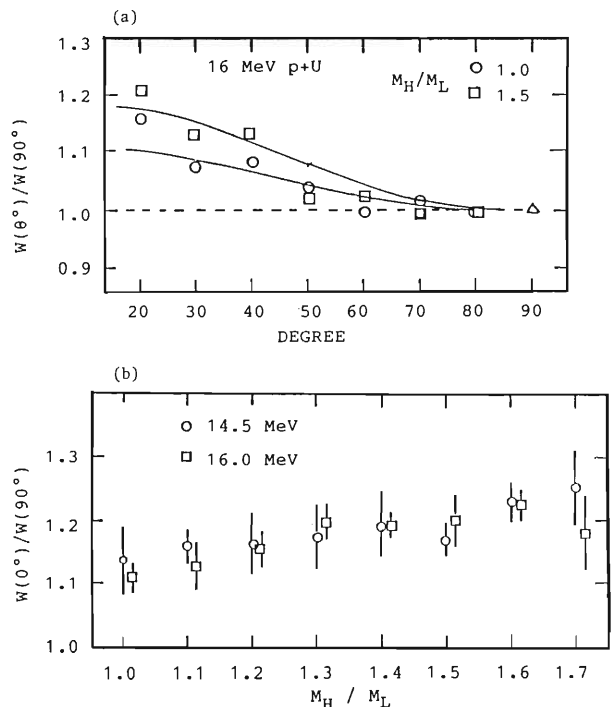 (a)
1.3
1.2
1.1
1.0
0.9
W(θ°)/W(90°)
16 MeV p+U
M_H/M_L
1.0
1.5
20 30 40 50 60 70 80 90
DEGREE
(b)
14.5 MeV
16.0 MeV
1.3
1.2
1.1
1.0
W(0°)/W(90°)
1.0 1.1 1.2 1.3 1.4 1.5 1.6 1.7
M_H / M_L